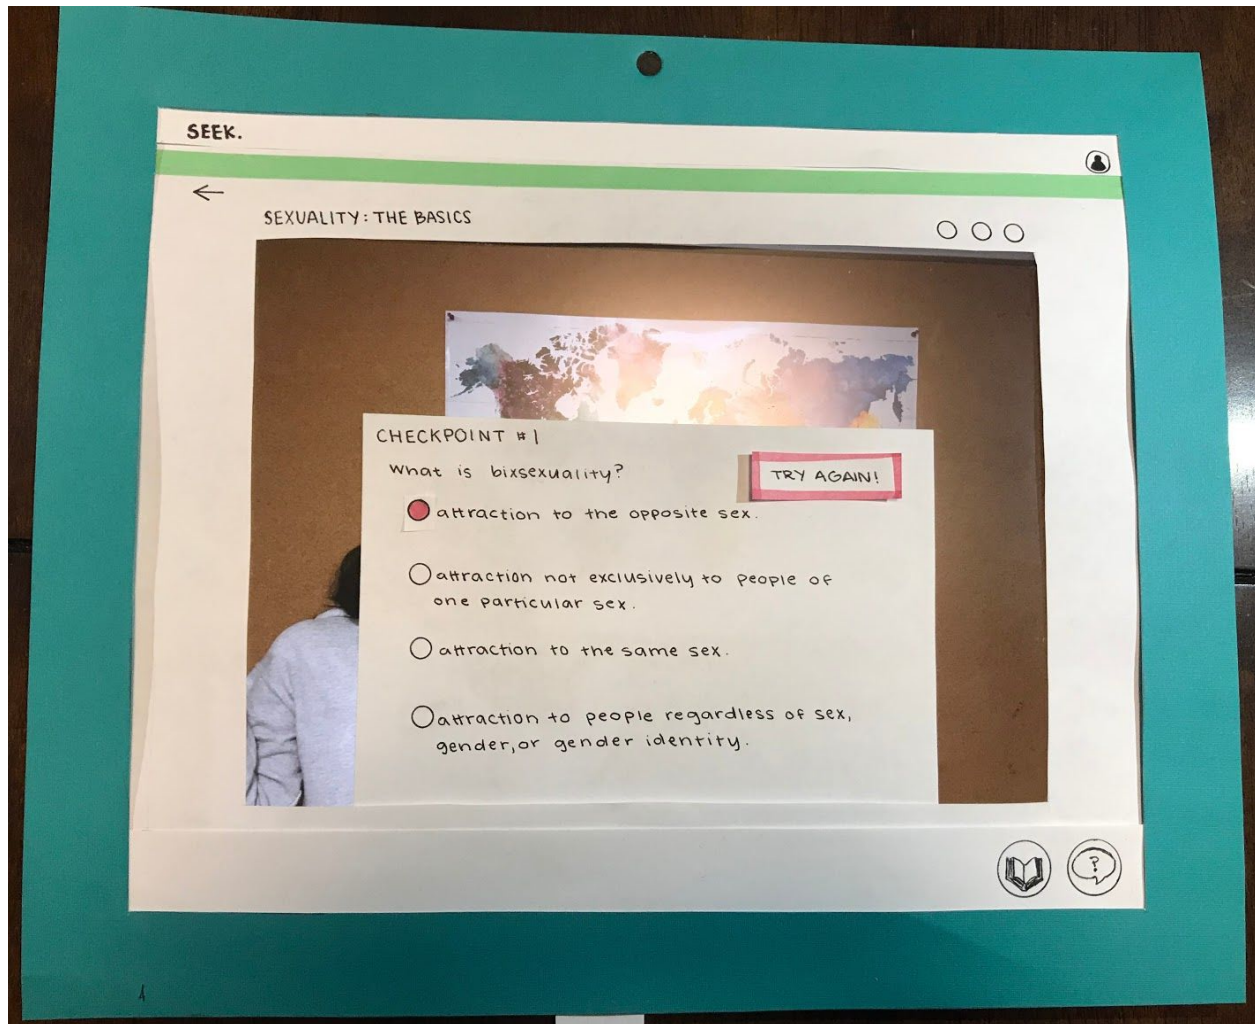 SEEK.
SEXUALITY: THE BASICS
CHECKPOINT #1
What is bixsexuality?
TRY AGAIN!
attraction to the opposite sex.
attraction not exclusively to people of
one particular sex.
attraction to the same sex.
attraction to people regardless of sex,
gender, or gender identity.
?